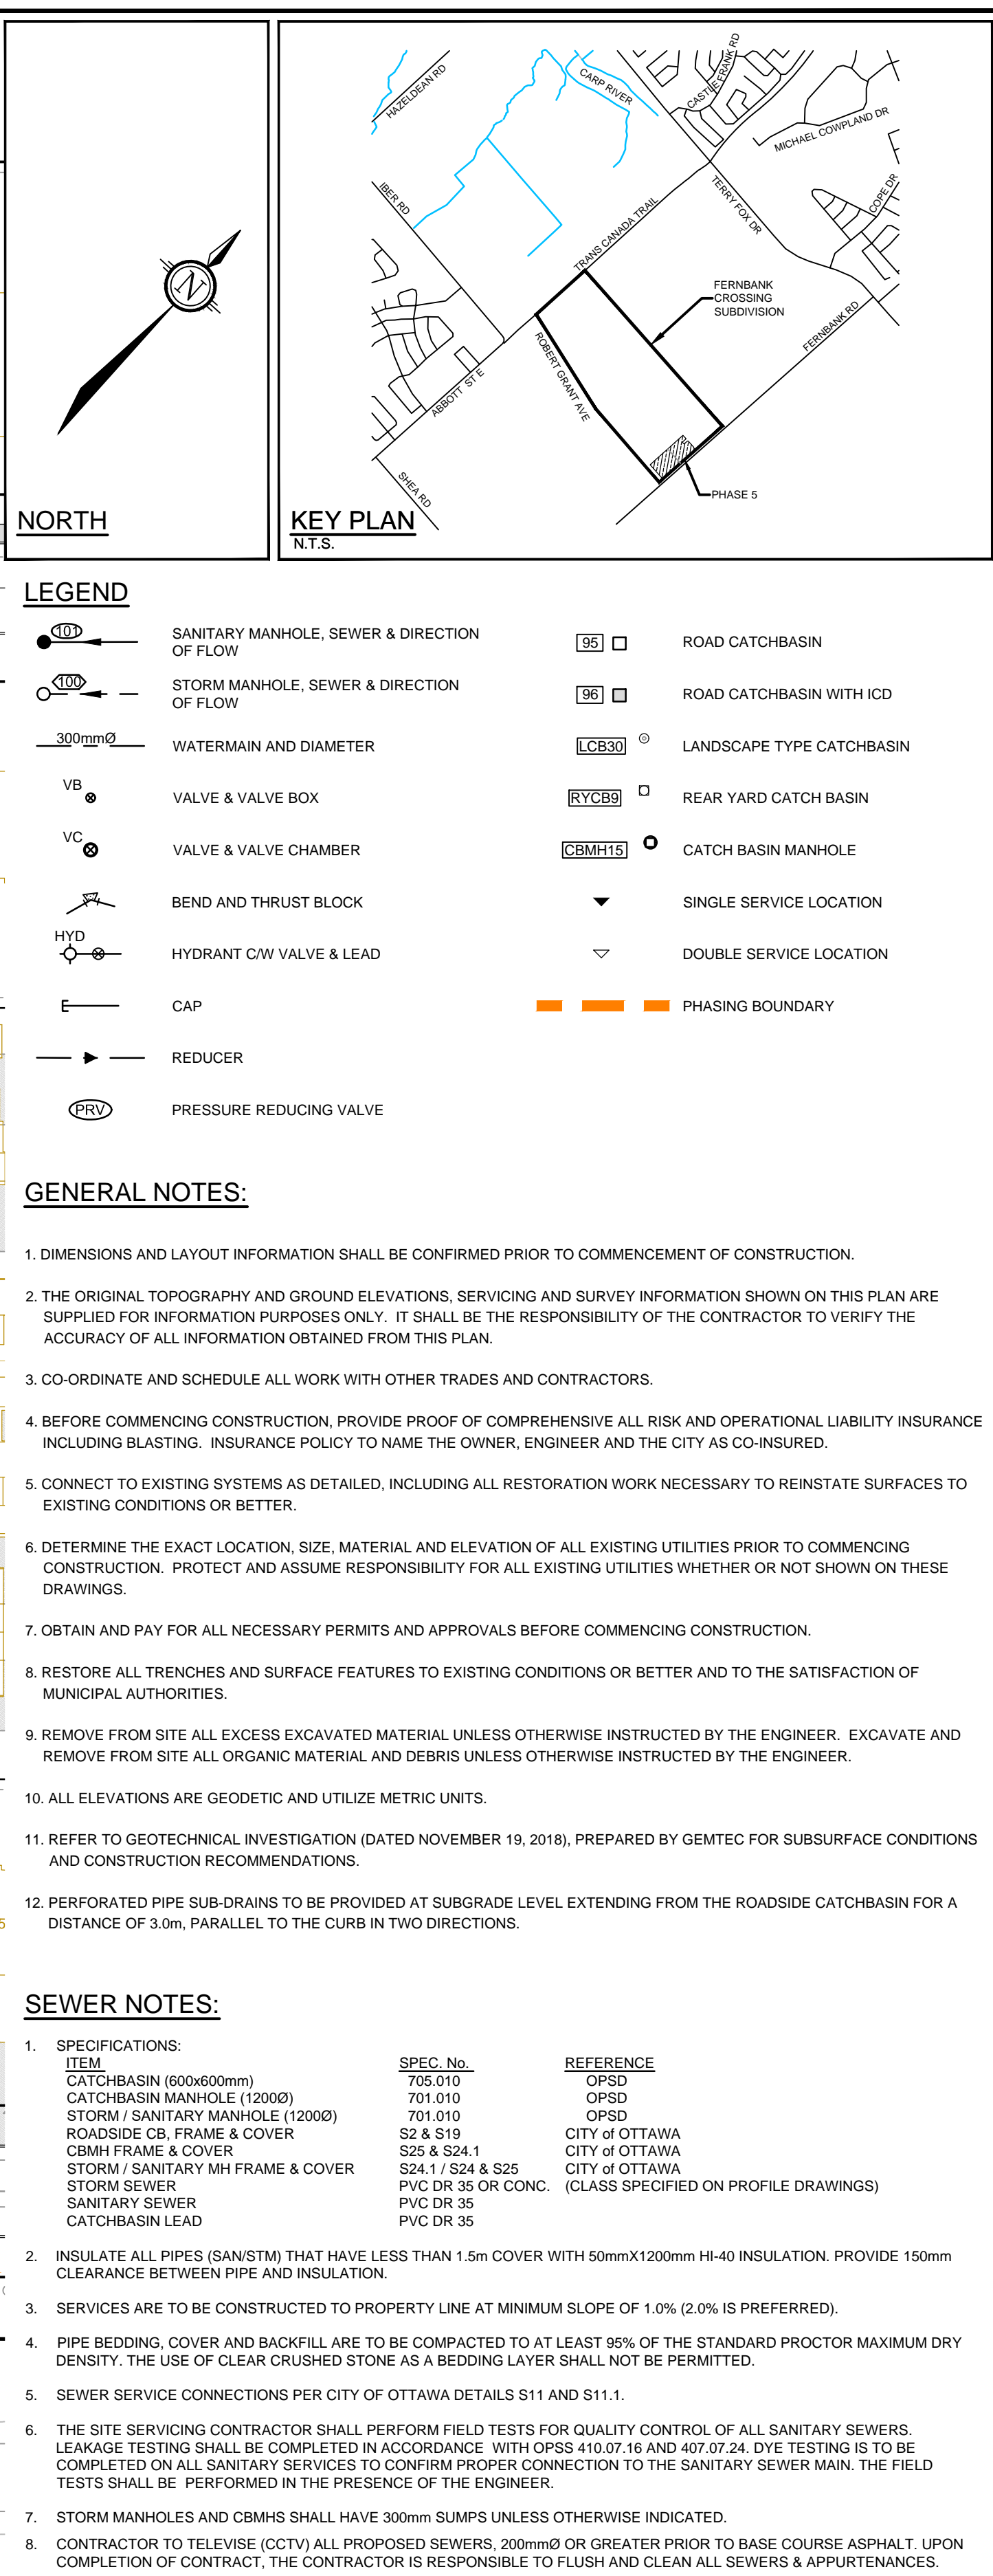 NORTH
N
KEY PLAN
N.T.S.
HAZELDEAN RD
CARP RIVER
CASTLE FRANK RD
MICHAEL COWPLAND DR
IBER RD
TERRY FOX DR
COPE DR
TRANS CANADA TRAIL
FERNBANK
CROSSING
SUBDIVISION
FERNBANK RD
ROBERT GRANT AVE
ABBOTT ST E
SHEA RD
PHASE 5
LEGEND
101
SANITARY MANHOLE, SEWER & DIRECTION
OF FLOW
100
STORM MANHOLE, SEWER & DIRECTION
OF FLOW
300mmØ
WATERMAIN AND DIAMETER
VB
VALVE & VALVE BOX
VC
VALVE & VALVE CHAMBER
BEND AND THRUST BLOCK
HYD
HYDRANT C/W VALVE & LEAD
CAP
REDUCER
PRV
PRESSURE REDUCING VALVE
95
ROAD CATCHBASIN
96
ROAD CATCHBASIN WITH ICD
LCB30
LANDSCAPE TYPE CATCHBASIN
RYCB9
REAR YARD CATCH BASIN
CBMH15
CATCH BASIN MANHOLE
SINGLE SERVICE LOCATION
DOUBLE SERVICE LOCATION
PHASING BOUNDARY
GENERAL NOTES:
1. DIMENSIONS AND LAYOUT INFORMATION SHALL BE CONFIRMED PRIOR TO COMMENCEMENT OF CONSTRUCTION.
2. THE ORIGINAL TOPOGRAPHY AND GROUND ELEVATIONS, SERVICING AND SURVEY INFORMATION SHOWN ON THIS PLAN ARE
SUPPLIED FOR INFORMATION PURPOSES ONLY. IT SHALL BE THE RESPONSIBILITY OF THE CONTRACTOR TO VERIFY THE
ACCURACY OF ALL INFORMATION OBTAINED FROM THIS PLAN.
3. CO-ORDINATE AND SCHEDULE ALL WORK WITH OTHER TRADES AND CONTRACTORS.
4. BEFORE COMMENCING CONSTRUCTION, PROVIDE PROOF OF COMPREHENSIVE ALL RISK AND OPERATIONAL LIABILITY INSURANCE
INCLUDING BLASTING. INSURANCE POLICY TO NAME THE OWNER, ENGINEER AND THE CITY AS CO-INSURED.
5. CONNECT TO EXISTING SYSTEMS AS DETAILED, INCLUDING ALL RESTORATION WORK NECESSARY TO REINSTATE SURFACES TO
EXISTING CONDITIONS OR BETTER.
6. DETERMINE THE EXACT LOCATION, SIZE, MATERIAL AND ELEVATION OF ALL EXISTING UTILITIES PRIOR TO COMMENCING
CONSTRUCTION. PROTECT AND ASSUME RESPONSIBILITY FOR ALL EXISTING UTILITIES WHETHER OR NOT SHOWN ON THESE
DRAWINGS.
7. OBTAIN AND PAY FOR ALL NECESSARY PERMITS AND APPROVALS BEFORE COMMENCING CONSTRUCTION.
8. RESTORE ALL TRENCHES AND SURFACE FEATURES TO EXISTING CONDITIONS OR BETTER AND TO THE SATISFACTION OF
MUNICIPAL AUTHORITIES.
9. REMOVE FROM SITE ALL EXCESS EXCAVATED MATERIAL UNLESS OTHERWISE INSTRUCTED BY THE ENGINEER. EXCAVATE AND
REMOVE FROM SITE ALL ORGANIC MATERIAL AND DEBRIS UNLESS OTHERWISE INSTRUCTED BY THE ENGINEER.
10. ALL ELEVATIONS ARE GEODETIC AND UTILIZE METRIC UNITS.
11. REFER TO GEOTECHNICAL INVESTIGATION (DATED NOVEMBER 19, 2018), PREPARED BY GEMTEC FOR SUBSURFACE CONDITIONS
AND CONSTRUCTION RECOMMENDATIONS.
12. PERFORATED PIPE SUB-DRAINS TO BE PROVIDED AT SUBGRADE LEVEL EXTENDING FROM THE ROADSIDE CATCHBASIN FOR A
DISTANCE OF 3.0m, PARALLEL TO THE CURB IN TWO DIRECTIONS.
SEWER NOTES:
1. SPECIFICATIONS:
ITEM SPEC. No. REFERENCE
CATCHBASIN (600x600mm) 705.010 OPSD
CATCHBASIN MANHOLE (1200Ø) 701.010 OPSD
STORM / SANITARY MANHOLE (1200Ø) 701.010 OPSD
ROADSIDE CB, FRAME & COVER S2 & S19 CITY of OTTAWA
CBMH FRAME & COVER S25 & S24.1 CITY of OTTAWA
STORM / SANITARY MH FRAME & COVER S24.1 / S24 & S25 CITY of OTTAWA
STORM SEWER PVC DR 35 OR CONC. (CLASS SPECIFIED ON PROFILE DRAWINGS)
SANITARY SEWER PVC DR 35
CATCHBASIN LEAD PVC DR 35
2. INSULATE ALL PIPES (SAN/STM) THAT HAVE LESS THAN 1.5m COVER WITH 50mmX1200mm HI-40 INSULATION. PROVIDE 150mm
CLEARANCE BETWEEN PIPE AND INSULATION.
3. SERVICES ARE TO BE CONSTRUCTED TO PROPERTY LINE AT MINIMUM SLOPE OF 1.0% (2.0% IS PREFERRED).
4. PIPE BEDDING, COVER AND BACKFILL ARE TO BE COMPACTED TO AT LEAST 95% OF THE STANDARD PROCTOR MAXIMUM DRY
DENSITY. THE USE OF CLEAR CRUSHED STONE AS A BEDDING LAYER SHALL NOT BE PERMITTED.
5. SEWER SERVICE CONNECTIONS PER CITY OF OTTAWA DETAILS S11 AND S11.1.
6. THE SITE SERVICING CONTRACTOR SHALL PERFORM FIELD TESTS FOR QUALITY CONTROL OF ALL SANITARY SEWERS.
LEAKAGE TESTING SHALL BE COMPLETED IN ACCORDANCE WITH OPSS 410.07.16 AND 407.07.24. DYE TESTING IS TO BE
COMPLETED ON ALL SANITARY SERVICES TO CONFIRM PROPER CONNECTION TO THE SANITARY SEWER MAIN. THE FIELD
TESTS SHALL BE PERFORMED IN THE PRESENCE OF THE ENGINEER.
7. STORM MANHOLES AND CBMHS SHALL HAVE 300mm SUMPS UNLESS OTHERWISE INDICATED.
8. CONTRACTOR TO TELEVISE (CCTV) ALL PROPOSED SEWERS, 200mmØ OR GREATER PRIOR TO BASE COURSE ASPHALT. UPON
COMPLETION OF CONTRACT, THE CONTRACTOR IS RESPONSIBLE TO FLUSH AND CLEAN ALL SEWERS & APPURTENANCES.